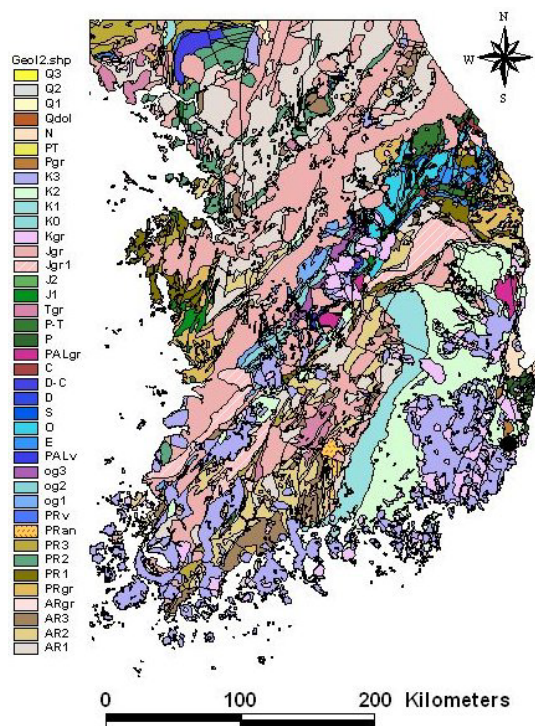 N
W
S
Geol2.shp
Q3
Q2
Q1
Qdol
N
PT
Pgr
K3
K2
K1
K0
Kgr
Jgr
Jgr1
J2
J1
Tgr
P-T
P
PALgr
C
D-C
D
S
O
E
PALv
og3
og2
og1
PRv
PRan
PR3
PR2
PR1
PRgr
ARgr
AR3
AR2
AR1
0 100 200 Kilometers